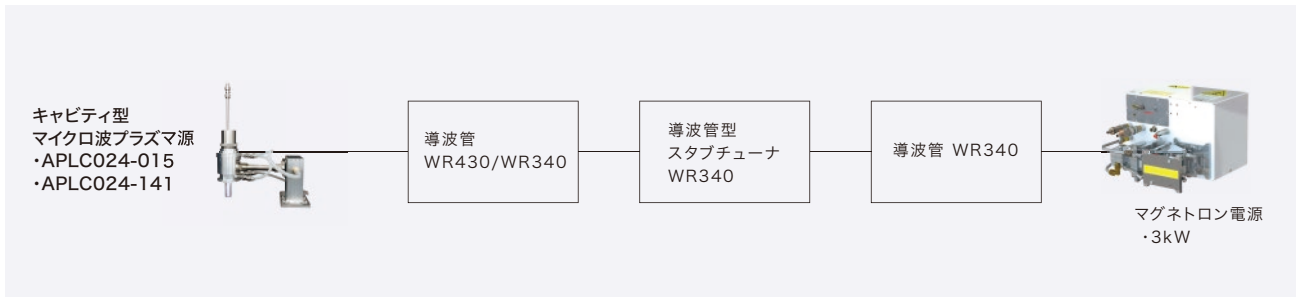 キャビティ型
マイクロ波プラズマ源
・APLC024-015
・APLC024-141
導波管
WR430/WR340
導波管型
スタブチューナ
WR340
導波管 WR340
マグネトロン電源
・3kW